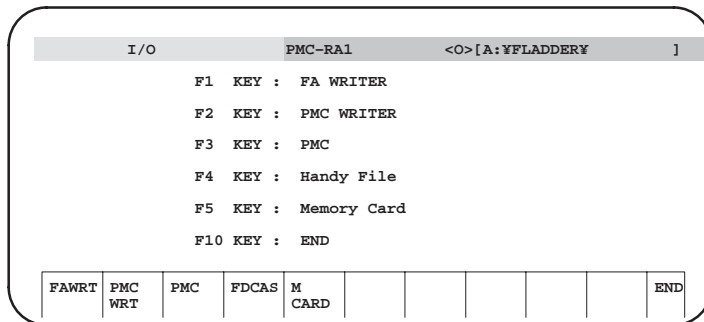 I/O PMC-RA1 <O>[A:¥FLADDER¥ ]
F1 KEY : FA WRITER
F2 KEY : PMC WRITER
F3 KEY : PMC
F4 KEY : Handy File
F5 KEY : Memory Card
F10 KEY : END
FAWRT PMC PMC FDCAS M END
WRT CARD